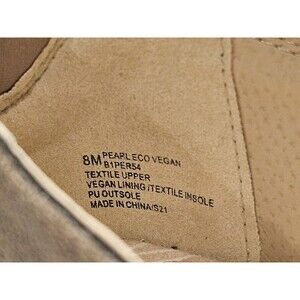 8M PEARL ECO VEGAN
B1PER54
TEXTILE UPPER
VEGAN LINING/TEXTILE INSOLE
PU OUTSOLE
MADE IN CHINA/S21